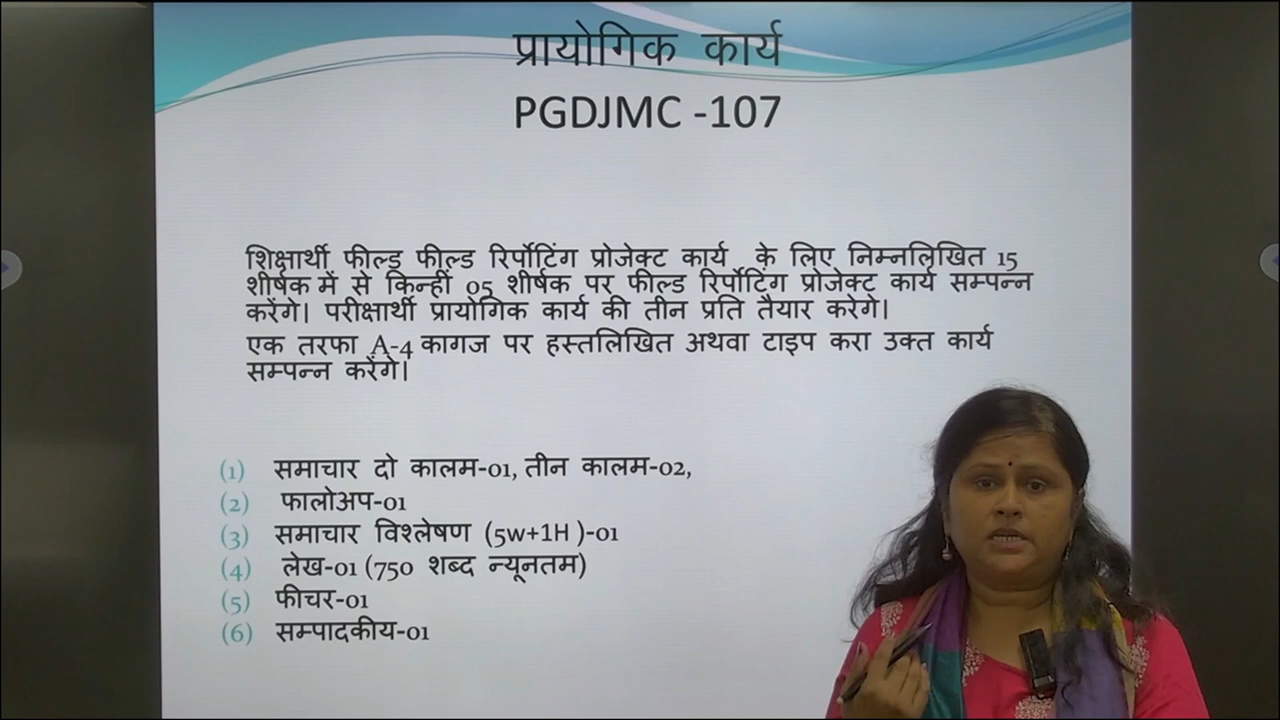 प्रायोगिक कार्य
PGDJMC -107
शिक्षार्थी फील्ड फील्ड रिर्पोटिंग प्रोजेक्ट कार्य के लिए निम्नलिखित 15
शीर्षक में से किन्हीं 05 शीर्षक पर फील्ड रिर्पोटिंग प्रोजेक्ट कार्य सम्पन्न
करेंगे। परीक्षार्थी प्रायोगिक कार्य की तीन प्रति तैयार करेगे।
एक तरफा A-4 कागज पर हस्तलिखित अथवा टाइप करा उक्त कार्य
सम्पन्न करेंगे।
(1) समाचार दो कालम-01, तीन कालम-02,
(2) फालोअप-01
(3) समाचार विश्लेषण (5w+1H )-01
(4) लेख-01 (750 शब्द न्यूनतम)
(5) फीचर-01
(6) सम्पादकीय-01